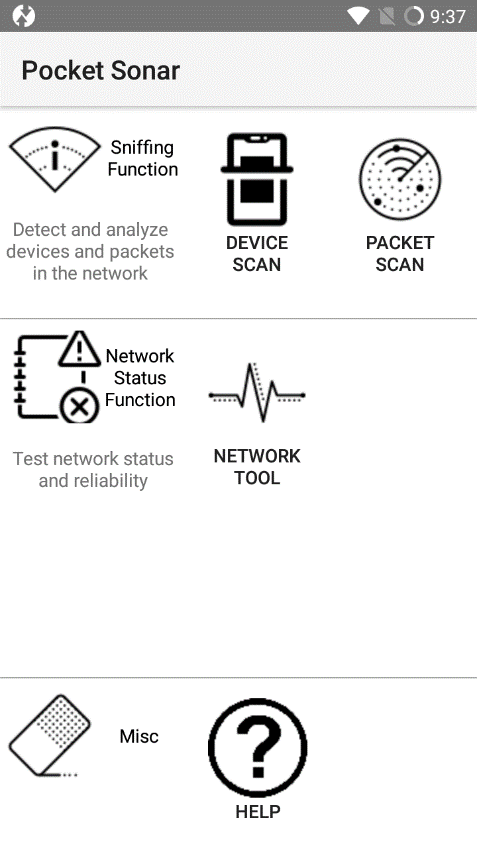 9:37
Pocket Sonar
Sniffing
Function
Detect and analyze
devices and packets
in the network
DEVICE
SCAN
PACKET
SCAN
Network
Status
Function
Test network status
and reliability
NETWORK
TOOL
Misc
?
HELP